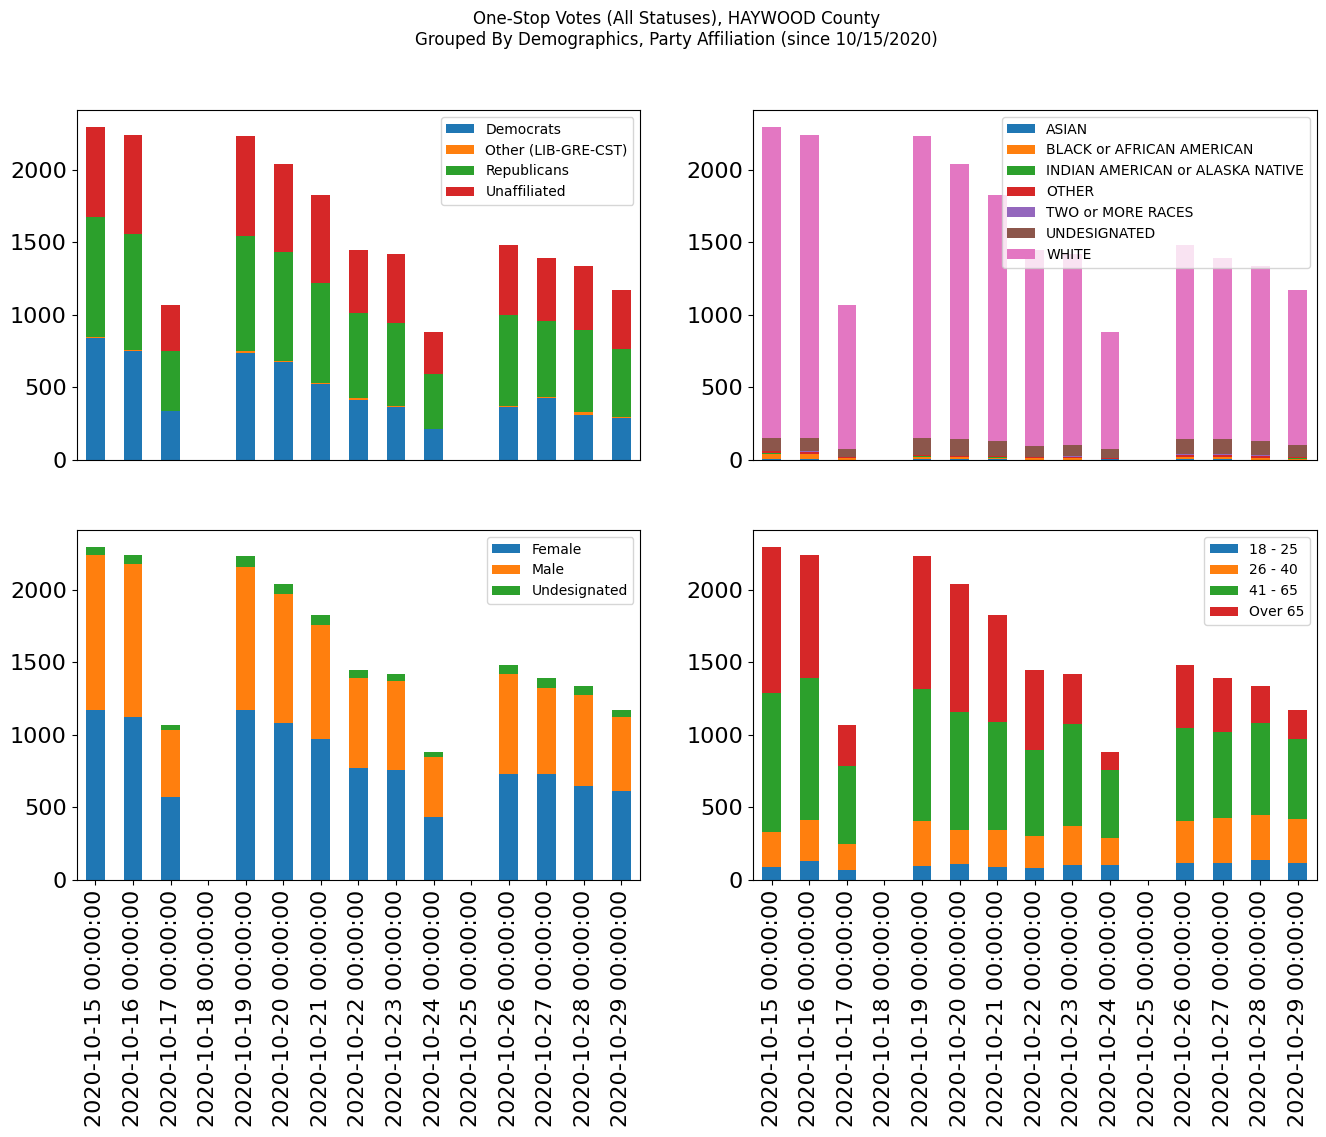 One-Stop Votes (All Statuses), HAYWOOD County
Grouped By Demographics, Party Affiliation (since 10/15/2020)
2000
1500
1000
500
0
Democrats
Other (LIB-GRE-CST)
Republicans
Unaffiliated
2000
1500
1000
500
0
ASIAN
BLACK or AFRICAN AMERICAN
INDIAN AMERICAN or ALASKA NATIVE
OTHER
TWO or MORE RACES
UNDESIGNATED
WHITE
2000
1500
1000
500
0
Female
Male
Undesignated
2020-10-15 00:00:00
2020-10-16 00:00:00
2020-10-17 00:00:00
2020-10-18 00:00:00
2020-10-19 00:00:00
2020-10-20 00:00:00
2020-10-21 00:00:00
2020-10-22 00:00:00
2020-10-23 00:00:00
2020-10-24 00:00:00
2020-10-25 00:00:00
2020-10-26 00:00:00
2020-10-27 00:00:00
2020-10-28 00:00:00
2020-10-29 00:00:00
2000
1500
1000
500
0
18 - 25
26 - 40
41 - 65
Over 65
2020-10-15 00:00:00
2020-10-16 00:00:00
2020-10-17 00:00:00
2020-10-18 00:00:00
2020-10-19 00:00:00
2020-10-20 00:00:00
2020-10-21 00:00:00
2020-10-22 00:00:00
2020-10-23 00:00:00
2020-10-24 00:00:00
2020-10-25 00:00:00
2020-10-26 00:00:00
2020-10-27 00:00:00
2020-10-28 00:00:00
2020-10-29 00:00:00